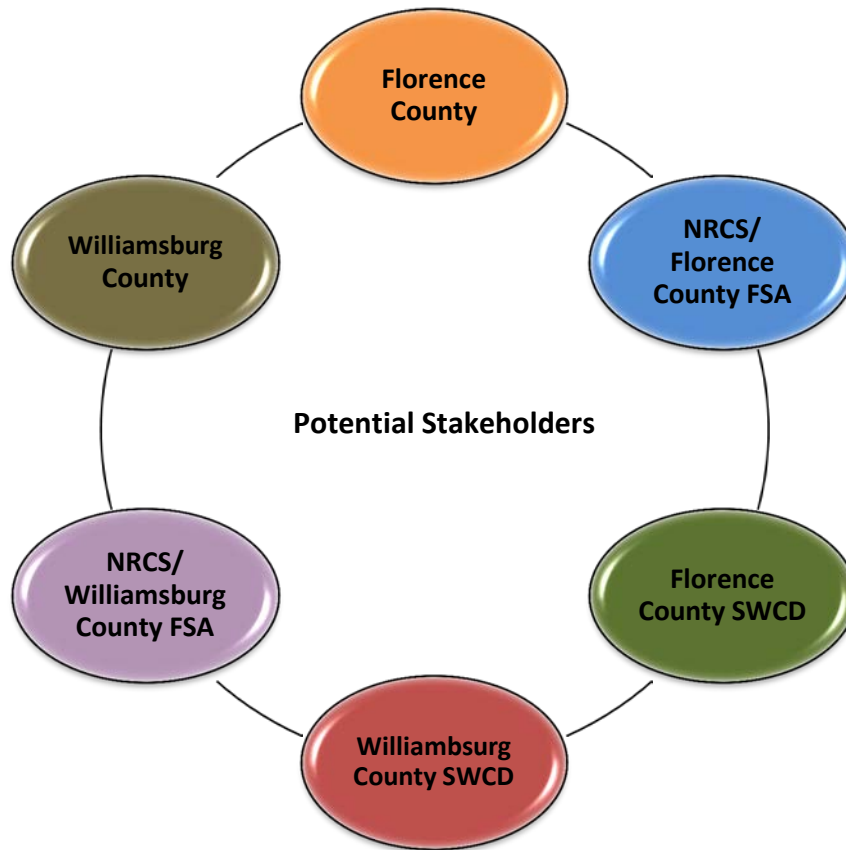 Florence
County
NRCS/
Florence
County FSA
Florence
County SWCD
Williambsurg
County SWCD
NRCS/
Williamsburg
County FSA
Williamsburg
County
Potential Stakeholders